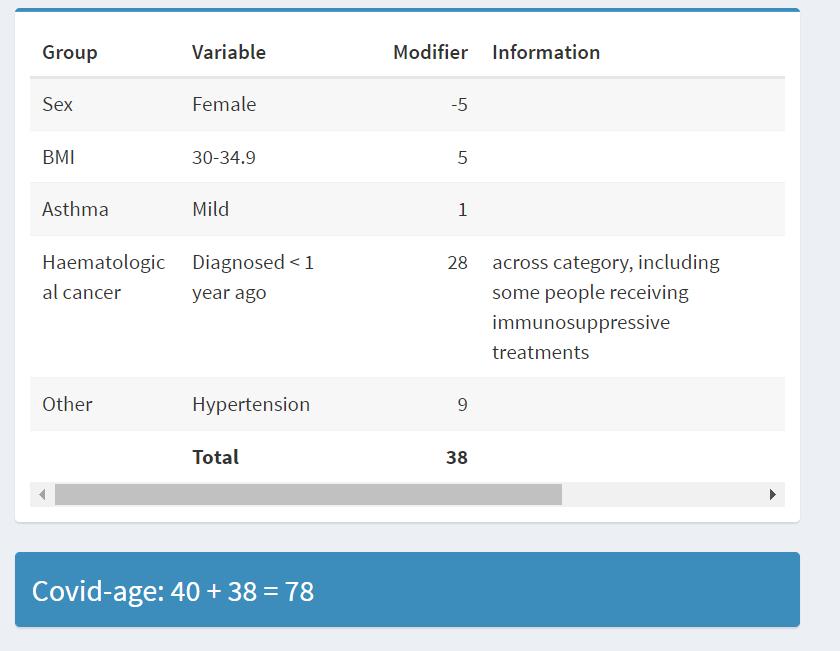 Group Variable Modifier Information
Sex Female -5
BMI 30-34.9 5
Asthma Mild 1
Haematologic Diagnosed < 1 28 across category, including
al cancer year ago some people receiving
immunosuppressive
treatments
Other Hypertension 9
Total 38
Covid-age: 40 + 38 = 78